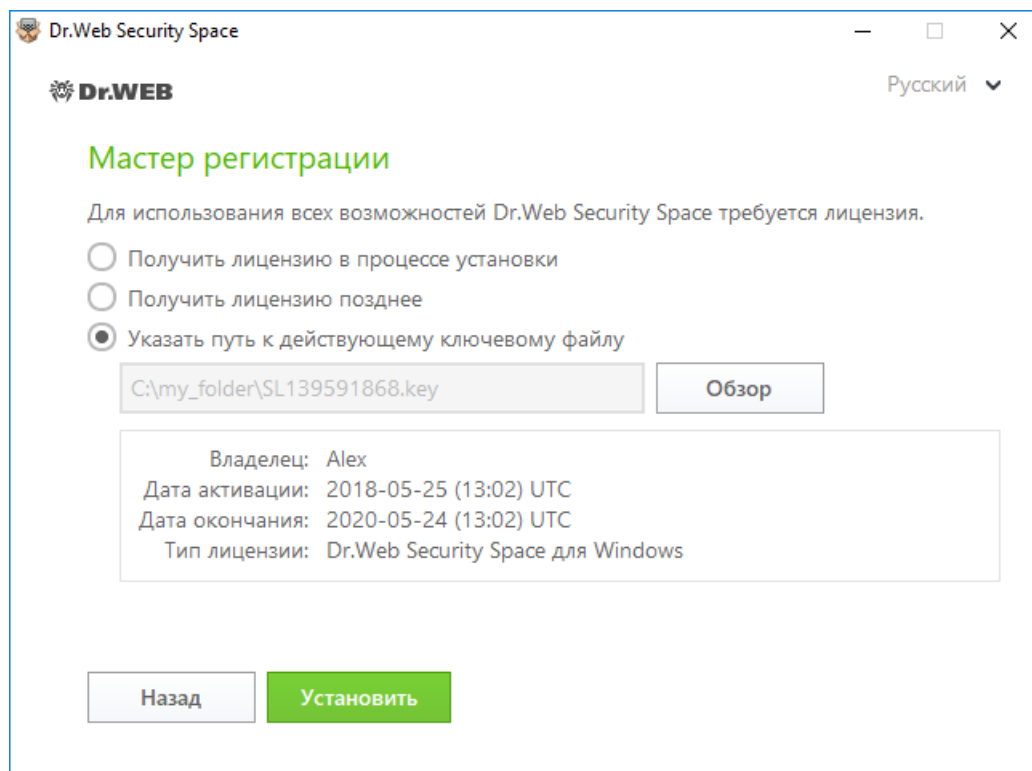 Dr.Web Security Space
Dr.WEB
Русский
Мастер регистрации
Для использования всех возможностей Dr.Web Security Space требуется лицензия.
Получить лицензию в процессе установки
Получить лицензию позднее
Указать путь к действующему ключевому файлу
C:\my_folder\SL139591868.key
Обзор
Владелец: Alex
Дата активации: 2018-05-25 (13:02) UTC
Дата окончания: 2020-05-24 (13:02) UTC
Тип лицензии: Dr.Web Security Space для Windows
Назад
Установить